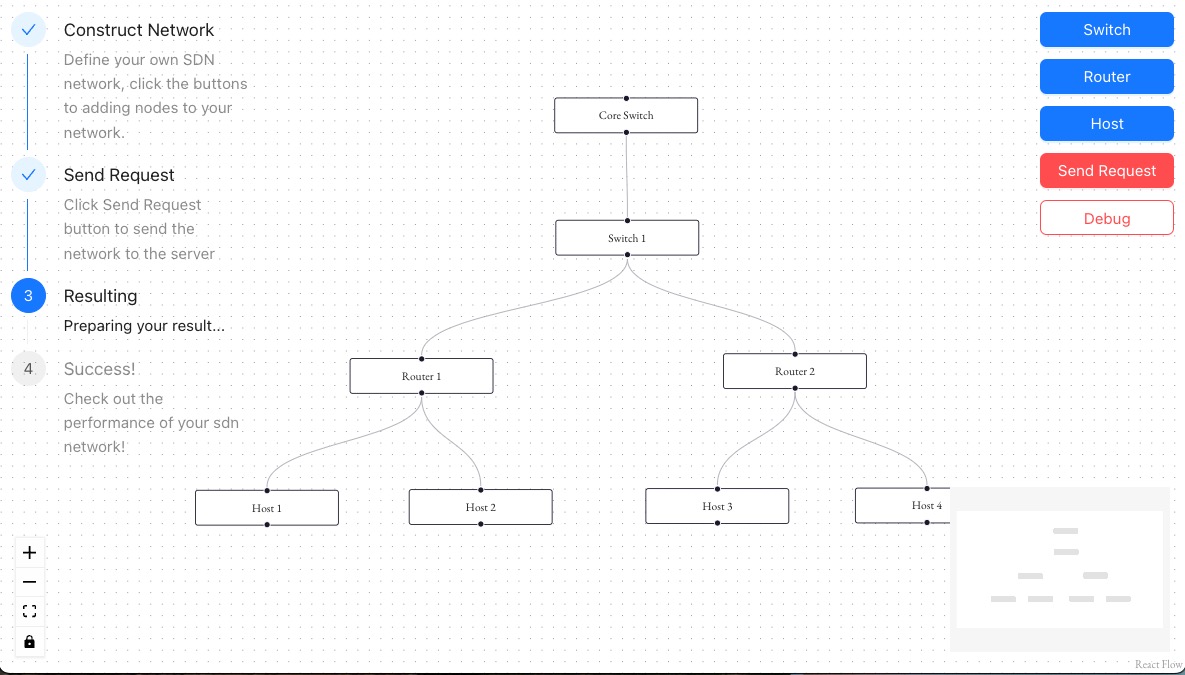 Construct Network
Define your own SDN
network, click the buttons
to adding nodes to your
network.
Send Request
Click Send Request
button to send the
network to the server
3
Resulting
Preparing your result...
4
Success!
Check out the
performance of your sdn
network!
Core Switch
Switch 1
Router 1
Router 2
Host 1
Host 2
Host 3
Host 4
Switch
Router
Host
Send Request
Debug
React Flow